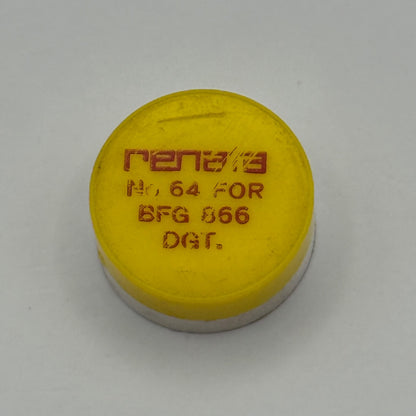 renata
No 64 FOR
BFG 866
DGT.